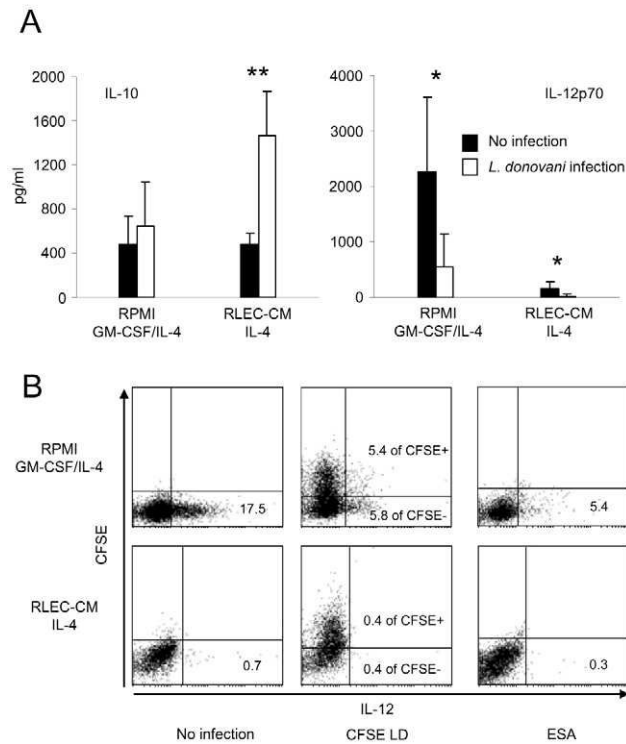 A
IL-10
**
pg/ml
2000
1600
1200
800
400
0
RPMI
GM-CSF/IL-4
RLEC-CM
IL-4
*
IL-12p70
No infection
L. donovani infection
*
4000
3000
2000
1000
0
RPMI
GM-CSF/IL-4
RLEC-CM
IL-4
B
RPMI
GM-CSF/IL-4
17.5
5.4 of CFSE+
5.8 of CFSE-
5.4
CFSE
RLEC-CM
IL-4
0.7
0.4 of CFSE+
0.4 of CFSE-
0.3
IL-12
No infection
CFSE LD
ESA